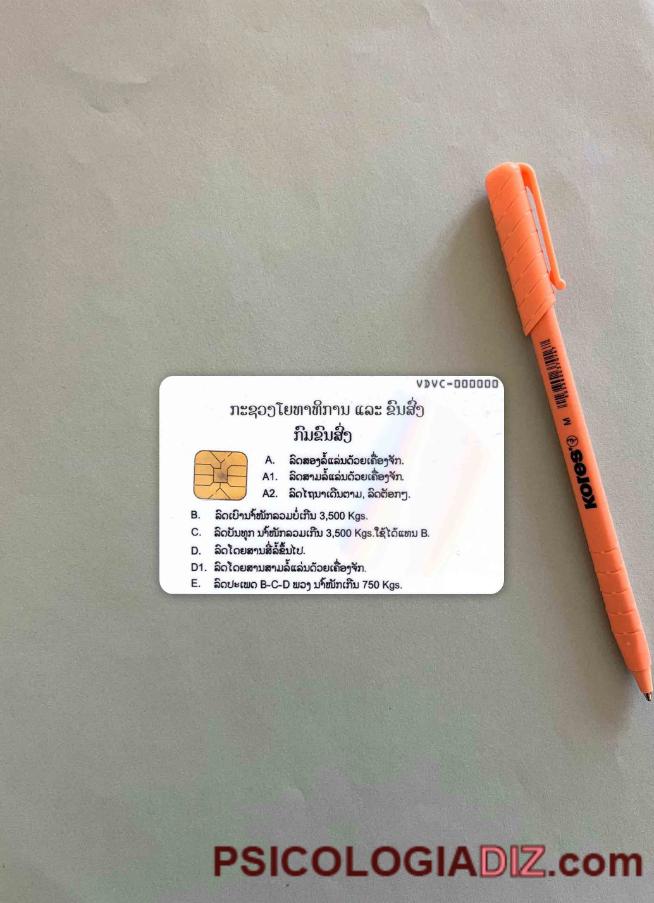 VDVC-000000
ກະຊວງໂຍທາທິການ ແລະ ຂົນສົ່ງ
ກົມຂົນສົ່ງ
A. ລົດສອງລໍ້ແລ່ນດ້ວຍເຄື່ອງຈັກ.
A1. ລົດສາມລໍ້ແລ່ນດ້ວຍເຄື່ອງຈັກ.
A2. ລົດໄຖນາເດີນຕາມ, ລົດຕ໋ອກໆ.
B. ລົດເບົານໍ້າໜັກລວມບໍ່ເກີນ 3,500 Kgs.
C. ລົດບັນທຸກ ນໍ້າໜັກລວມເກີນ 3,500 Kgs.ໃຊ້ໄດ້ແທນ B.
D. ລົດໂດຍສານສີ່ລໍ້ຂຶ້ນໄປ.
D1. ລົດໂດຍສານສາມລໍ້ແລ່ນດ້ວຍເຄື່ອງຈັກ.
E. ລົດປະເພດ B-C-D ພວງ ນໍ້າໜັກເກີນ 750 Kgs.
M
kores
PSICOLOGIADIZ.com